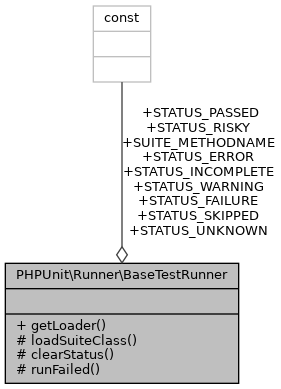 const
+STATUS_PASSED
+STATUS_RISKY
+SUITE_METHODNAME
+STATUS_ERROR
+STATUS_INCOMPLETE
+STATUS_WARNING
+STATUS_FAILURE
+STATUS_SKIPPED
+STATUS_UNKNOWN
PHPUnit\Runner\BaseTestRunner
+ getLoader()
# loadSuiteClass()
# clearStatus()
# runFailed()